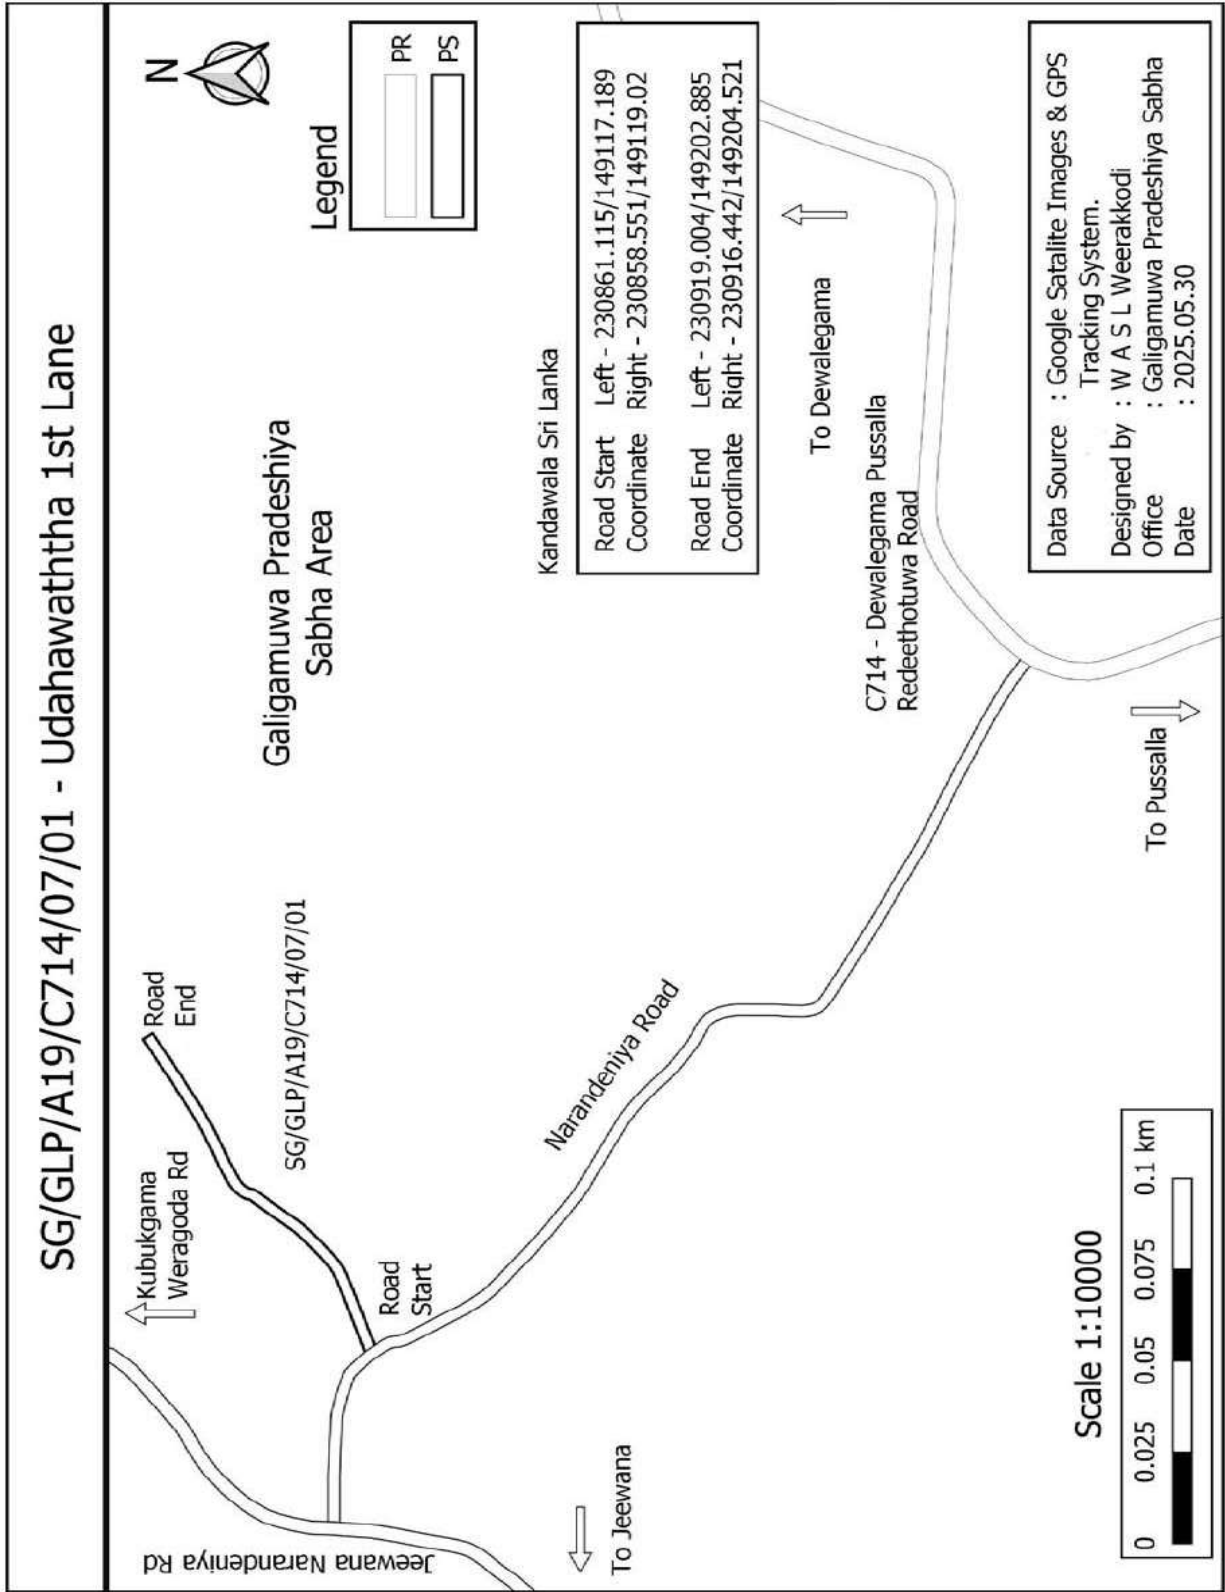 SG/GLP/A19/C714/07/01 - Udahawaththa 1st Lane
N
Legend
PR
PS
Galigamuwa Pradeshiya
Sabha Area
Kubukgama
Weragoda Rd
Road
End
SG/GLP/A19/C714/07/01
Road
Start
Jeewana Narandeniya Rd
To Jeewana
Narandeniya Road
Kandawala Sri Lanka
Road Start Left - 230861.115/149117.189
Coordinate Right - 230858.551/149119.02
Road End Left - 230919.004/149202.885
Coordinate Right - 230916.442/149204.521
To Dewalegama
C714 - Dewalegama Pussalla
Redeethotuwa Road
To Pussalla
Scale 1:10000
0 0.025 0.05 0.075 0.1 km
Data Source : Google Satalite Images & GPS
Tracking System.
Designed by : W A S L Weerakkodi
Office : Galigamuwa Pradeshiya Sabha
Date : 2025.05.30